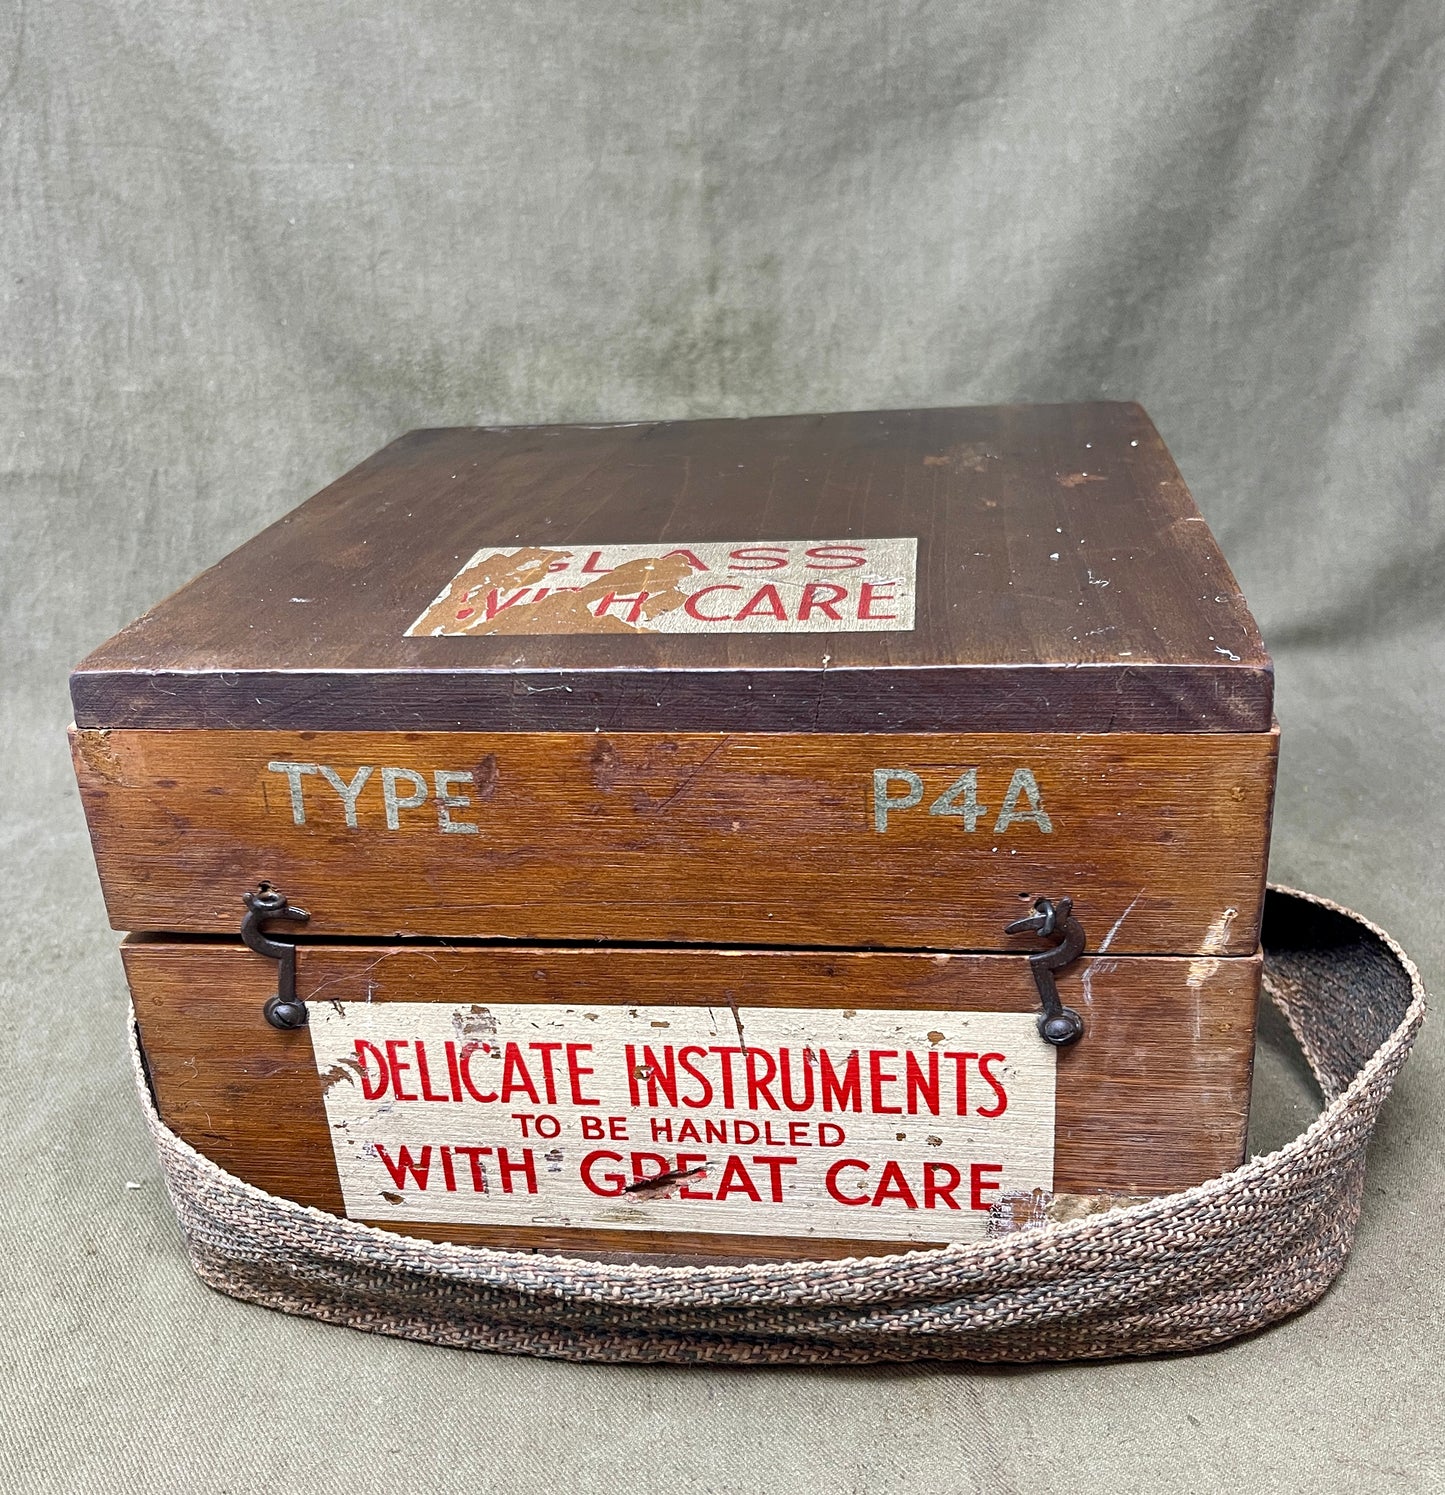 GLASS
WITH CARE
TYPE P4A
DELICATE INSTRUMENTS
TO BE HANDLED
WITH GREAT CARE